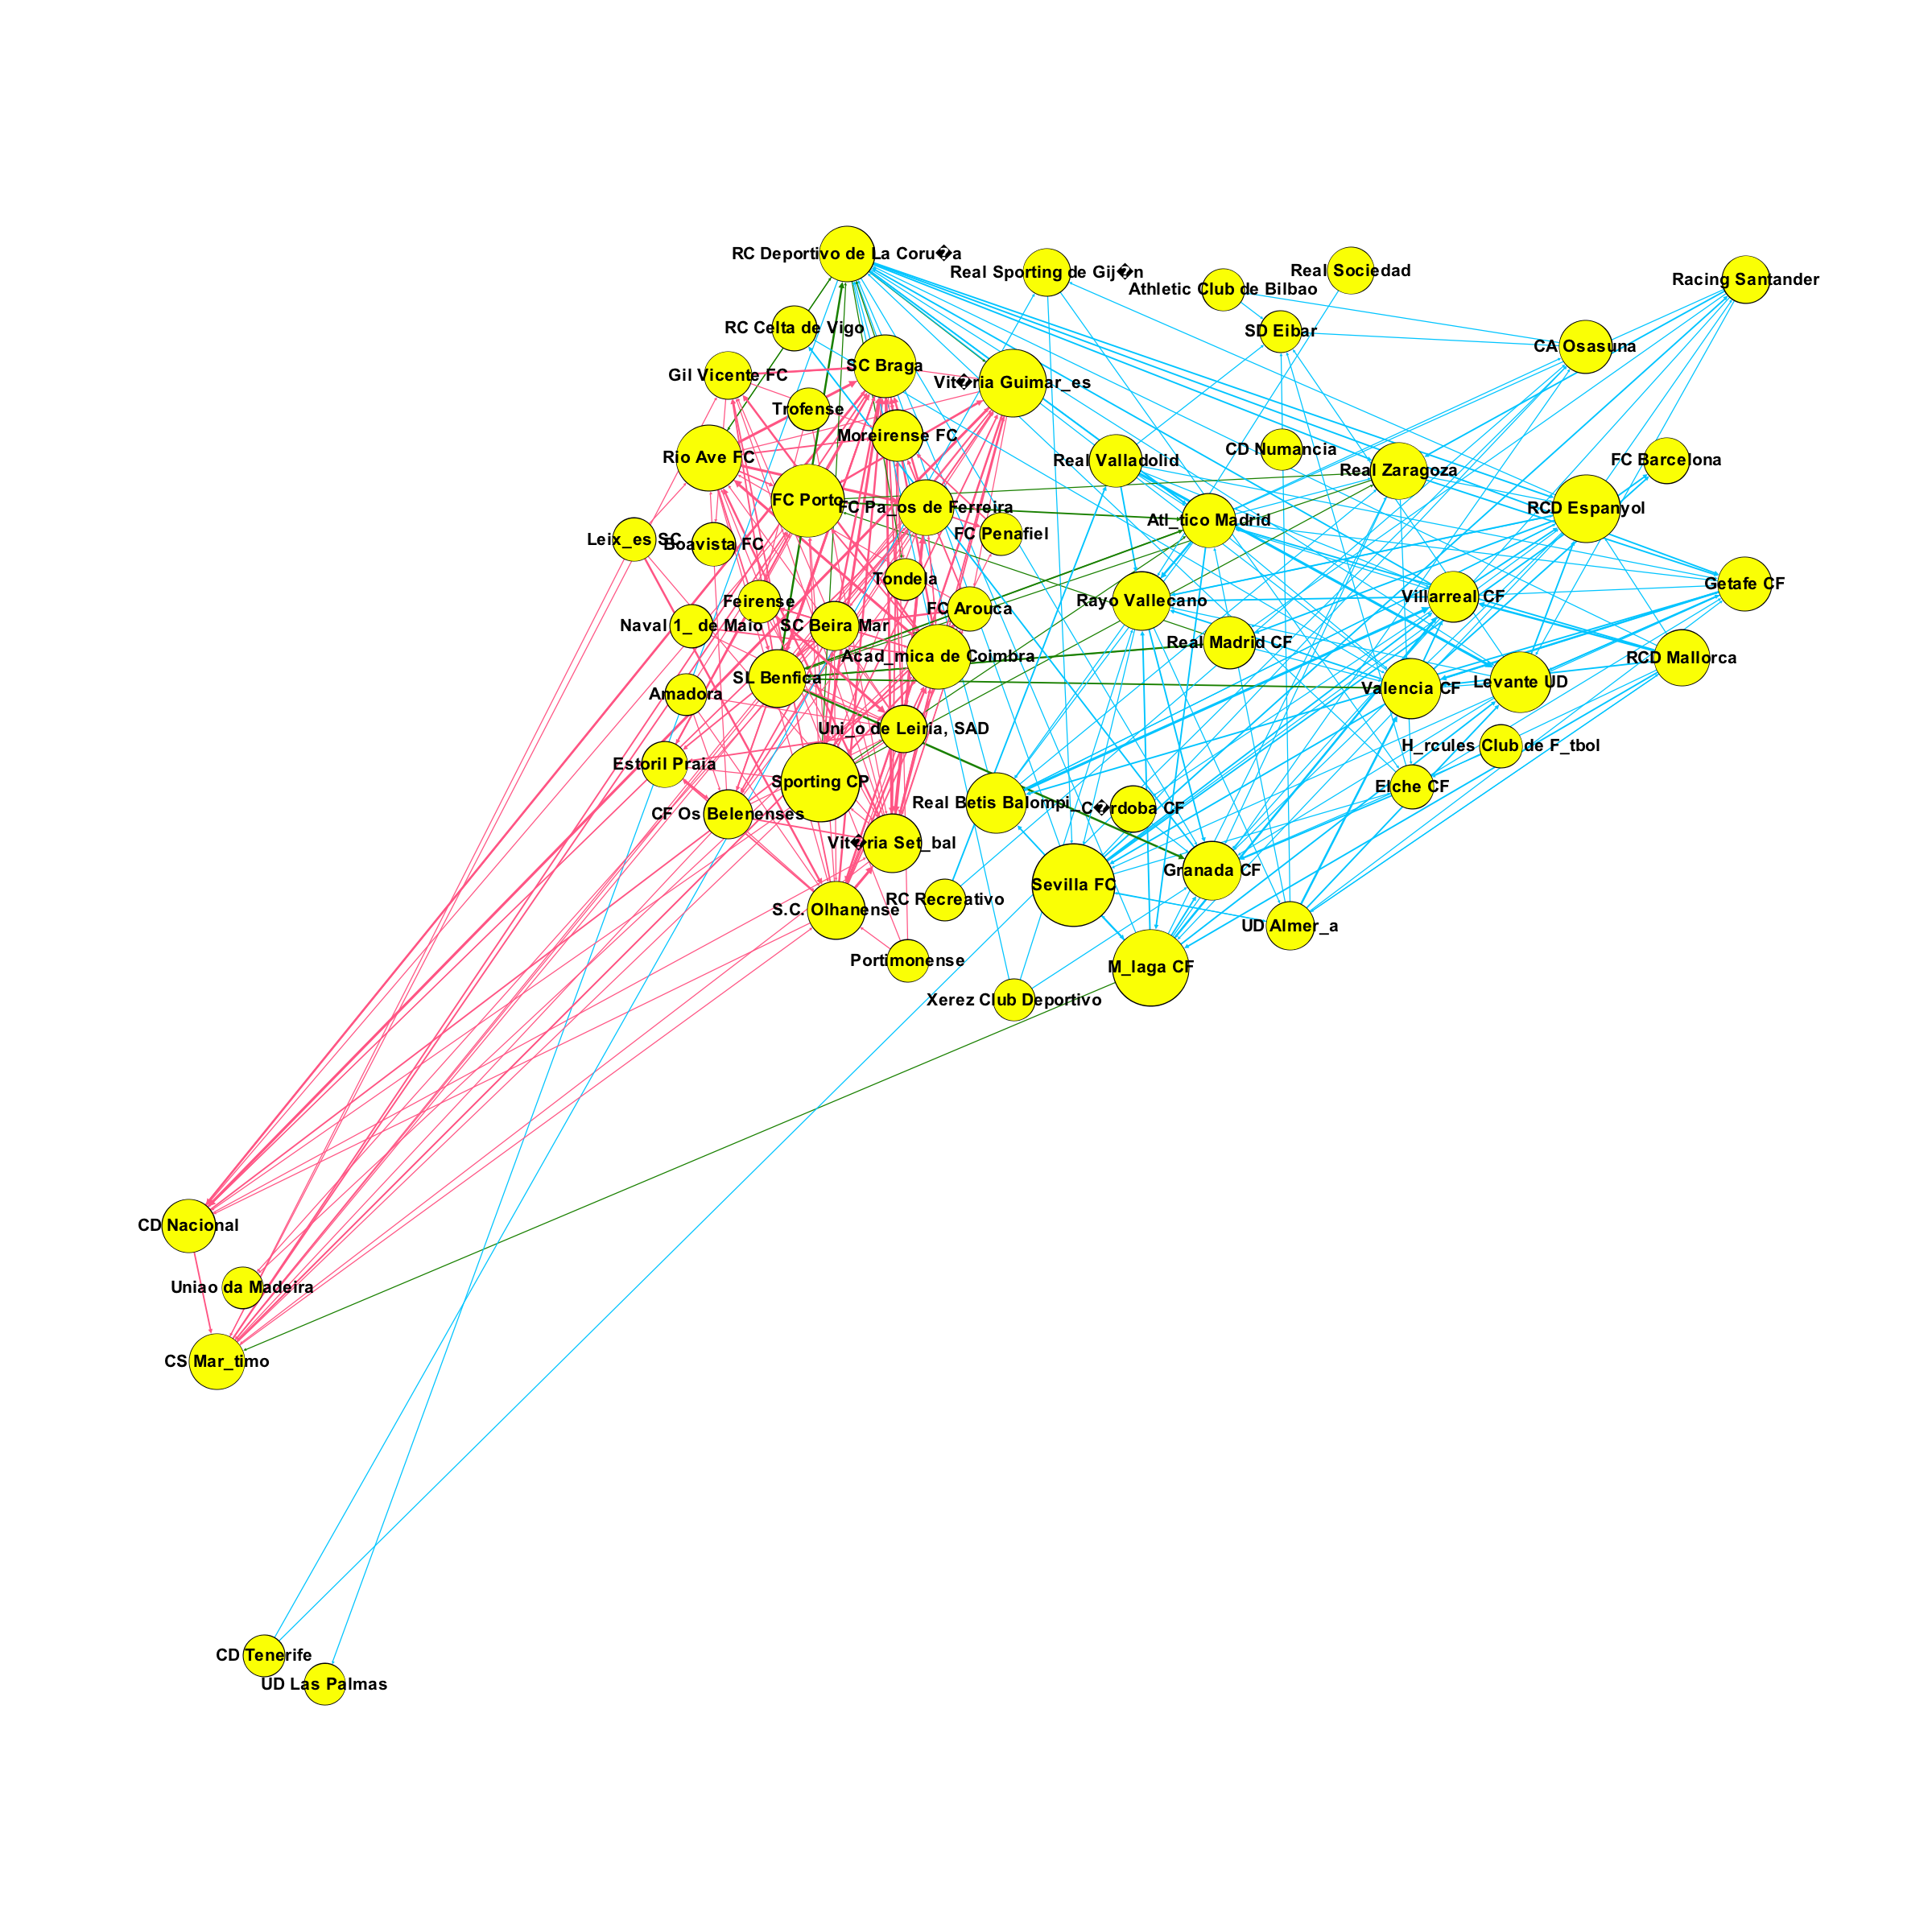 RC Deportivo de La Coru�a
Real Sporting de Gij�n
Real Sociedad
Athletic Club de Bilbao
Racing Santander
RC Celta de Vigo
SD Eibar
CA Osasuna
SC Braga
Gil Vicente FC
Vit�ria Guimar_es
Trofense
Moreirense FC
CD Numancia
Rio Ave FC
Real Valladolid
Real Zaragoza
FC Barcelona
FC Porto
FC Pa_os de Ferreira
RCD Espanyol
Atl_tico Madrid
FC Penafiel
Leix_es SC
Boavista FC
Tondela
Getafe CF
Feirense
FC Arouca
Rayo Vallecano
Villarreal CF
Naval 1_ de Maio
SC Beira Mar
Real Madrid CF
Acad_mica de Coimbra
RCD Mallorca
SL Benfica
Valencia CF
Levante UD
Amadora
Uni_o de Leiria, SAD
H_rcules Club de F_tbol
Estoril Praia
Sporting CP
Elche CF
Real Betis Balompi_
C�rdoba CF
CF Os Belenenses
Vit�ria Set_bal
Granada CF
Sevilla FC
RC Recreativo
S.C. Olhanense
UD Almer_a
Portimonense
M_laga CF
Xerez Club Deportivo
CD Nacional
Uniao da Madeira
CS Mar_timo
CD Tenerife
UD Las Palmas